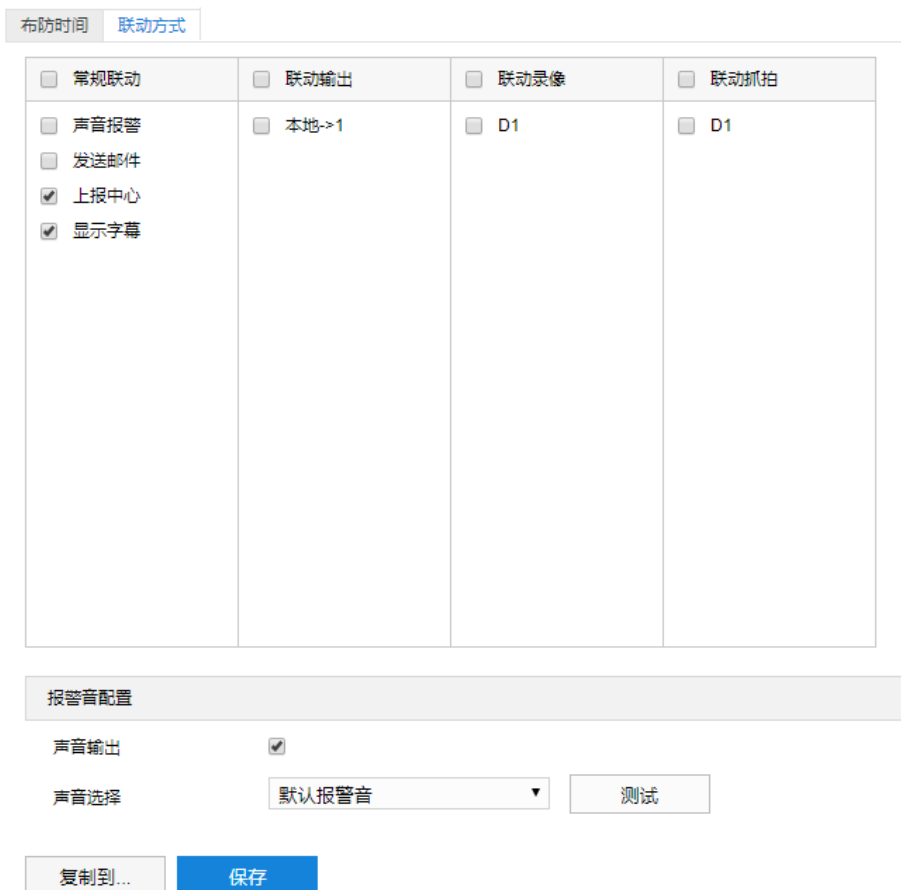 布防时间 联动方式
常规联动 联动输出 联动录像 联动抓拍
声音报警 本地->1 D1 D1
发送邮件
上报中心
显示字幕
报警音配置
声音输出
声音选择 默认报警音 测试
复制到... 保存